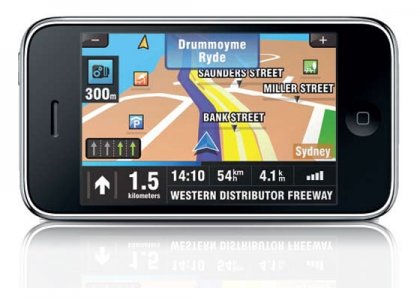 Drummoyme
Ryde
SAUNDERS STREET
MILLER STREET
300m
BANK STREET
P
Sydney
1.5
kilometers
14:10
54 km
h
4.1 k
m
WESTERN DISTRIBUTOR FREEWAY